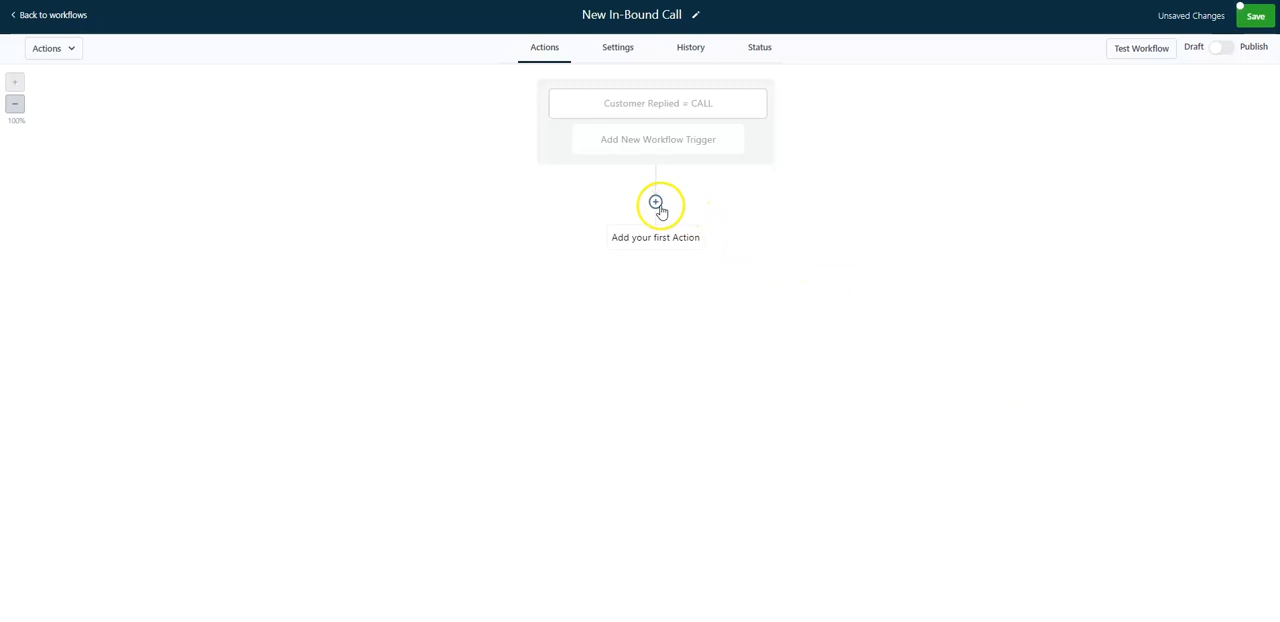 Back to workflows
New In-Bound Call
Unsaved Changes
Save
Actions
Actions
Settings
History
Status
Test Workflow
Draft
Publish
100%
Customer Replied = CALL
Add New Workflow Trigger
Add your first Action